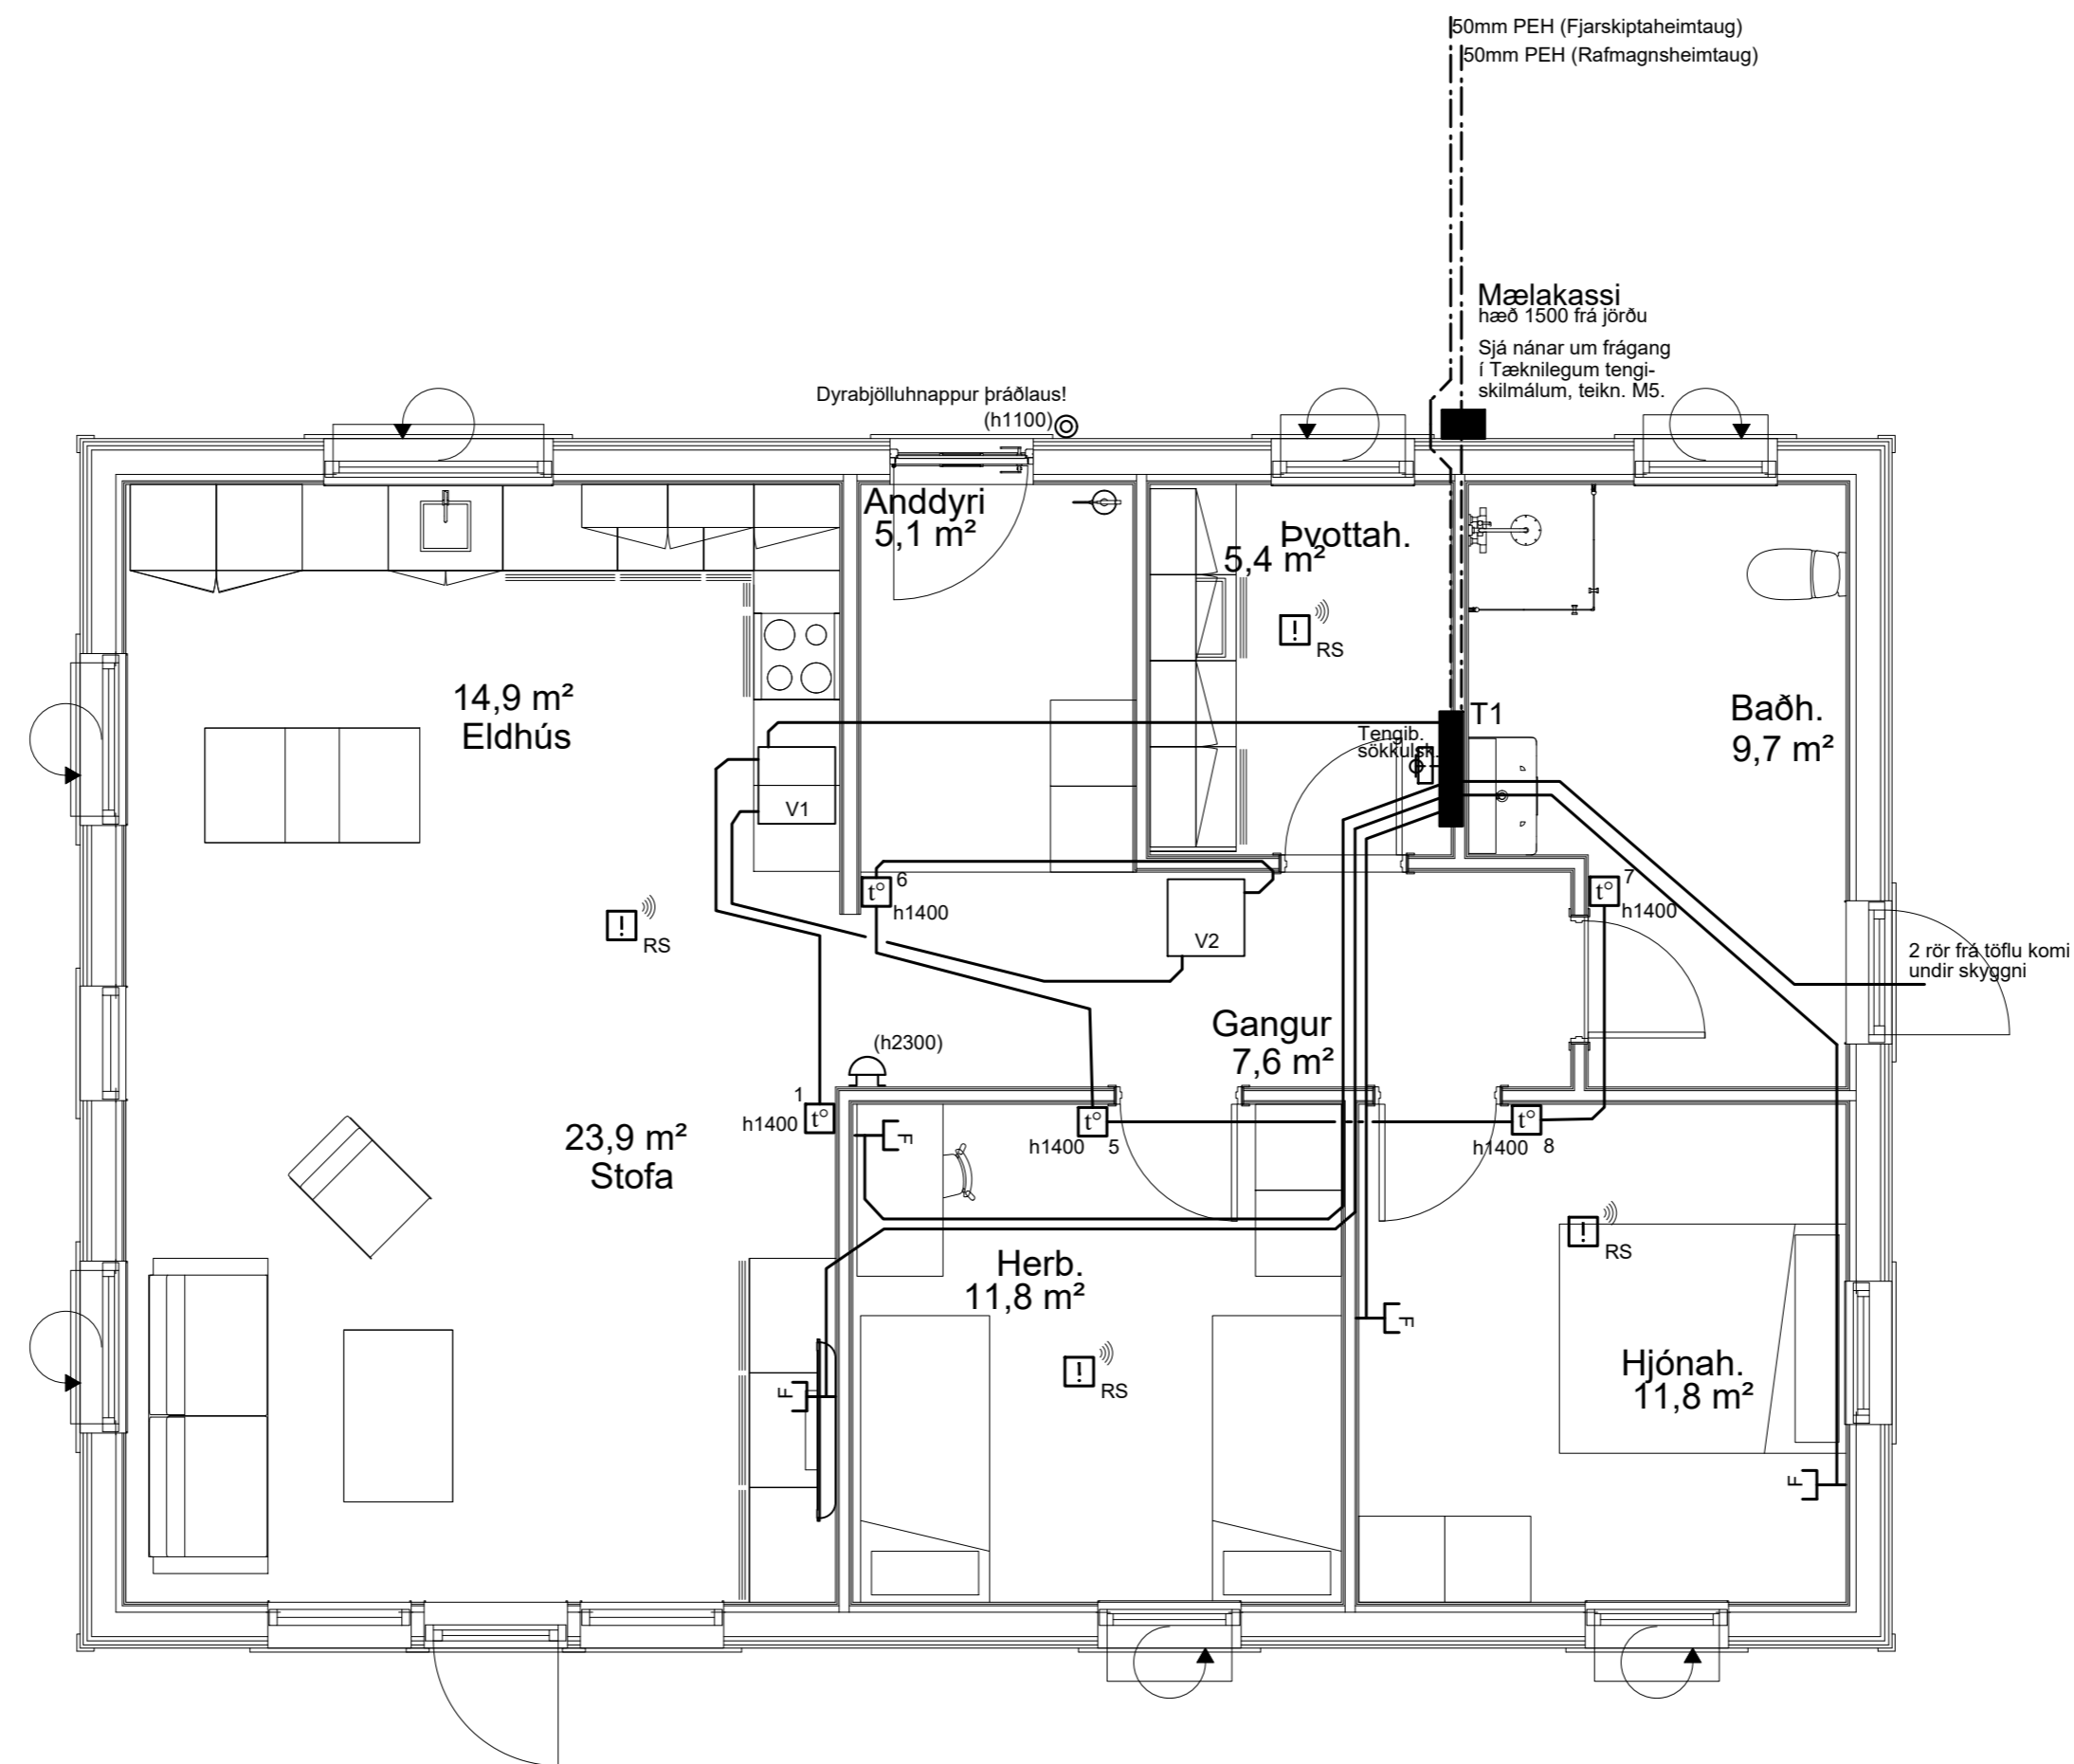 50mm PEH (Fjarskiptaheimtaug)
50mm PEH (Rafmagnsheimtaug)
Mælakassi
hæð 1500 frá jörðu
Sjá nánar um frágang
í Tæknilegum tengi-
skilmálum, teikn. M5.
Dyrabjölluhnappur þráðlaus!
(h1100)
Anddyri
5,1 m²
Þvottah.
5,4 m²
RS
14,9 m²
Eldhús
T1
Tengib.
sökkulsk.
Baðh.
9,7 m²
V1
t° 6
h1400
t° 7
h1400
RS
V2
2 rör frá töflu komi
undir skyggni
Gangur
7,6 m²
(h2300)
1
h1400 t°
t°
h1400 5
t°
h1400 8
23,9 m²
Stofa
F
RS
Herb.
11,8 m²
F
RS
Hjónah.
11,8 m²
F
F